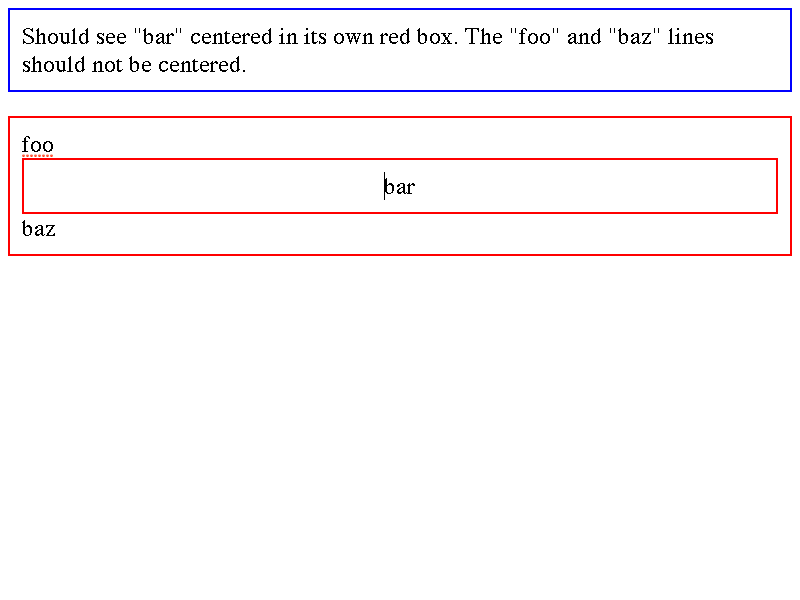 Should see "bar" centered in its own red box. The "foo" and "baz" lines
should not be centered.
foo
bar
baz